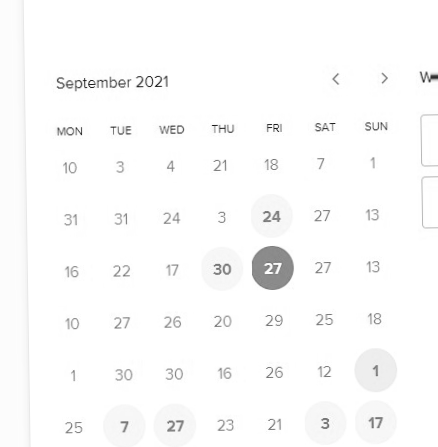 September 2021 < >
MON TUE WED THU FRI SAT SUN
10 3 4 21 18 7 1
31 31 24 3 24 27 13
16 22 17 30 27 27 13
10 27 26 20 29 25 18
1 30 30 16 26 12 1
25 7 27 23 21 3 17